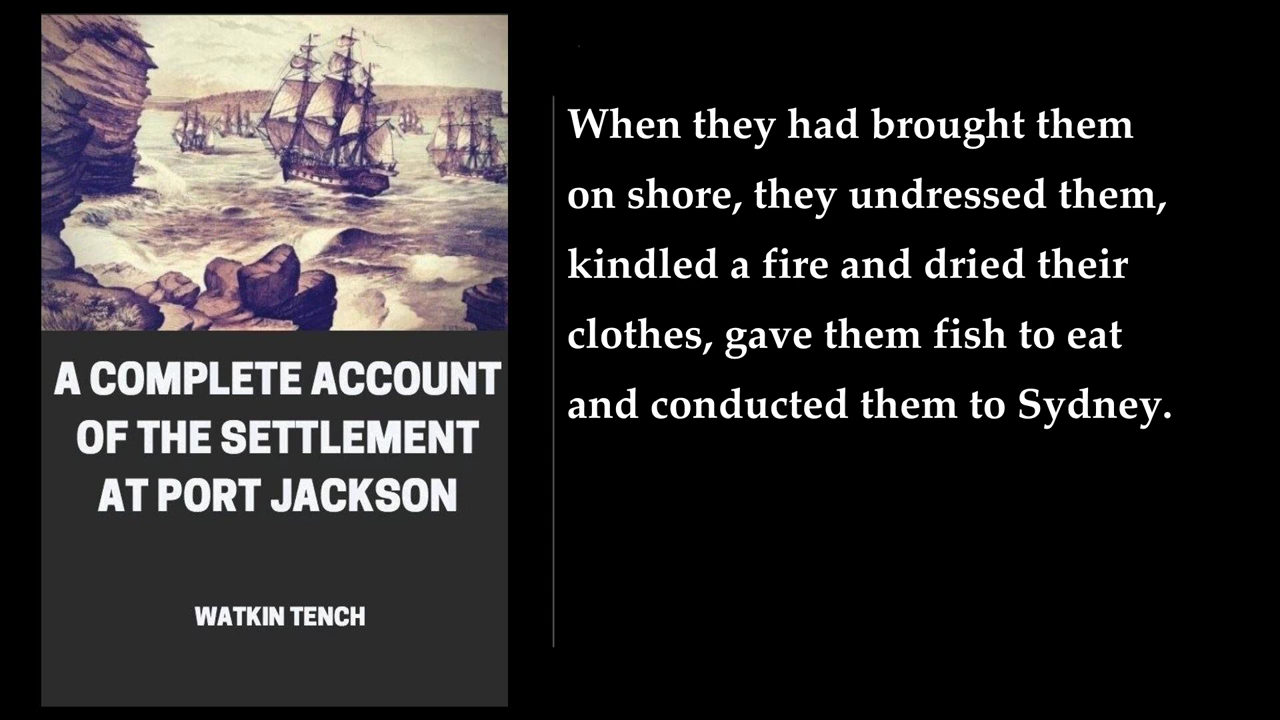 A COMPLETE ACCOUNT
OF THE SETTLEMENT
AT PORT JACKSON
WATKIN TENCH
When they had brought them
on shore, they undressed them,
kindled a fire and dried their
clothes, gave them fish to eat
and conducted them to Sydney.